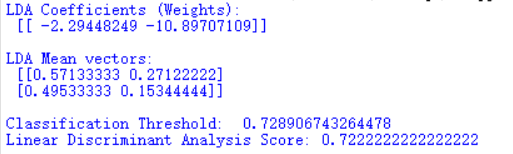 LDA Coefficients (Weights):
[[ -2.29448249 -10.89707109]]
LDA Mean vectors:
[[0.57133333 0.27122222]
[0.49533333 0.15344444]]
Classification Threshold:  0.728906743264478
Linear Discriminant Analysis Score: 0.7222222222222222